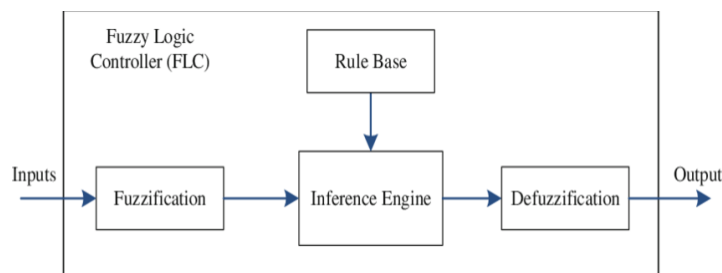 Fuzzy Logic
Controller (FLC)
Rule Base
Inputs
Fuzzification
Inference Engine
Defuzzification
Output